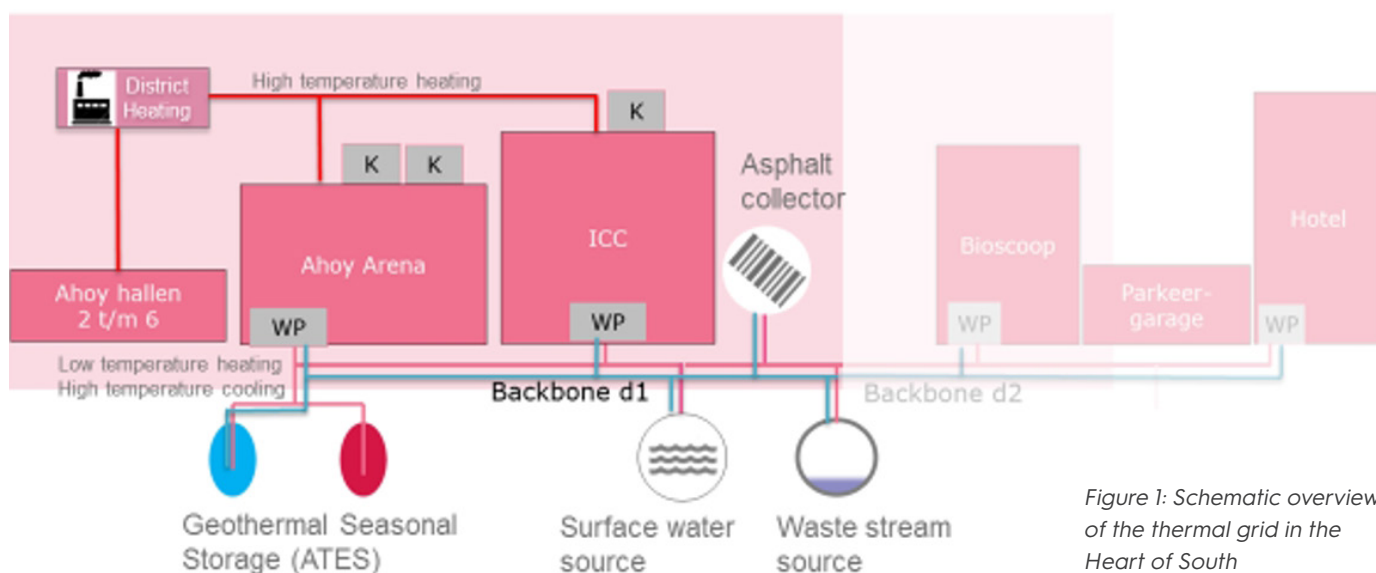 District
Heating
High temperature heating
K
K
K
Asphalt
collector
Ahoy Arena
ICC
Bioscoop
Hotel
Ahoy hallen
2 t/m 6
Parkeer-
garage
WP
WP
WP
WP
Low temperature heating
High temperature cooling
Backbone d1
Backbone d2
Geothermal Seasonal
Storage (ATES)
Surface water
source
Waste stream
source
Figure 1: Schematic overview
of the thermal grid in the
Heart of South